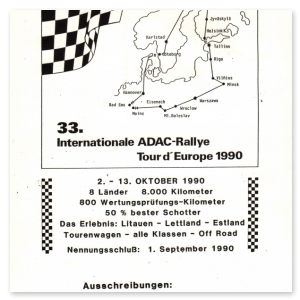 Jyväskylä
Helsinki
Karlstad
Tallinn
Göteborg
Riga
Vilnius
Minsk
Hannover
Warschau
Bad Ems
Eisenach
Wroclaw
Mainz
33.
Internationale ADAC-Rallye
Tour d´Europe 1990
2. - 13. OKTOBER 1990
8 Länder 8.000 Kilometer
800 Wertungsprüfungs-Kilometer
50 % bester Schotter
Das Erlebnis: Litauen - Lettland - Estland
Tourenwagen - alle Klassen - Off Road
Nennungsschluß: 1. September 1990
Ausschreibungen: